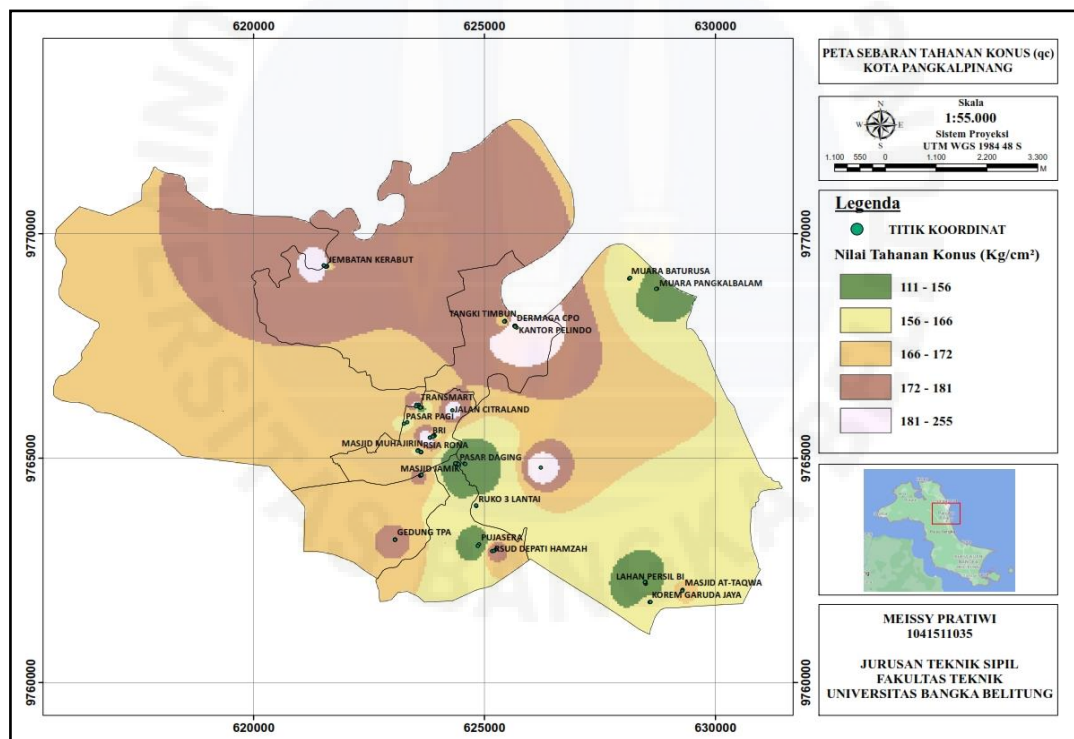 620000
625000
630000
9770000
9765000
9760000
9770000
9765000
9760000
620000
625000
630000
JEMBATAN KERABUT
MUARA BATURUSA
MUARA PANGKALBALAM
TANGKI TIMBUN
DERMAGA CPO
KANTOR PELINDO
TRANSMART
JALAN CITRALAND
PASAR PAGI
BRI
MASJID MUHAJIRIN
RSIA RONA
PASAR DAGING
MASJID JAMIK
RUKO 3 LANTAI
GEDUNG TPA
PUJASERA
RSUD DEPATI HAMZAH
LAHAN PERSIL BI
MASJID AT-TAQWA
KOREM GARUDA JAYA
UNIVERSITAS BANGKA BE
PETA SEBARAN TAHANAN KONUS (qc)
KOTA PANGKALPINANG
N
W E
S
Skala
1:55.000
Sistem Proyeksi
UTM WGS 1984 48 S
1.100 550 0 1.100 2.200 3.300
M
Legenda
TITIK KOORDINAT
Nilai Tahanan Konus (Kg/cm²)
111 - 156
156 - 166
166 - 172
172 - 181
181 - 255
MEISSY PRATIWI
1041511035
JURUSAN TEKNIK SIPIL
FAKULTAS TEKNIK
UNIVERSITAS BANGKA BELITUNG